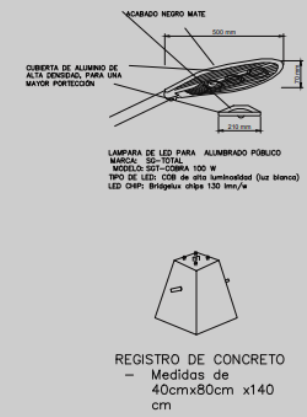 ACABADO NEGRO MATE
500 mm
CUBIERTA DE ALUMINIO DE
ALTA DENSIDAD, PARA UNA
MAYOR PORTECCIÓN
70 mm
210 mm
LAMPARA DE LED PARA ALUMBRADO PÚBLICO
MARCA: SG-TOTAL
MODELO: SGT-COBRA 100 W
TIPO DE LED: COB de alta luminosidad (luz blanca)
LED CHIP: Bridgelux chips 130 lmn/w
REGISTRO DE CONCRETO
- Medidas de
40cmx80cm x140
cm